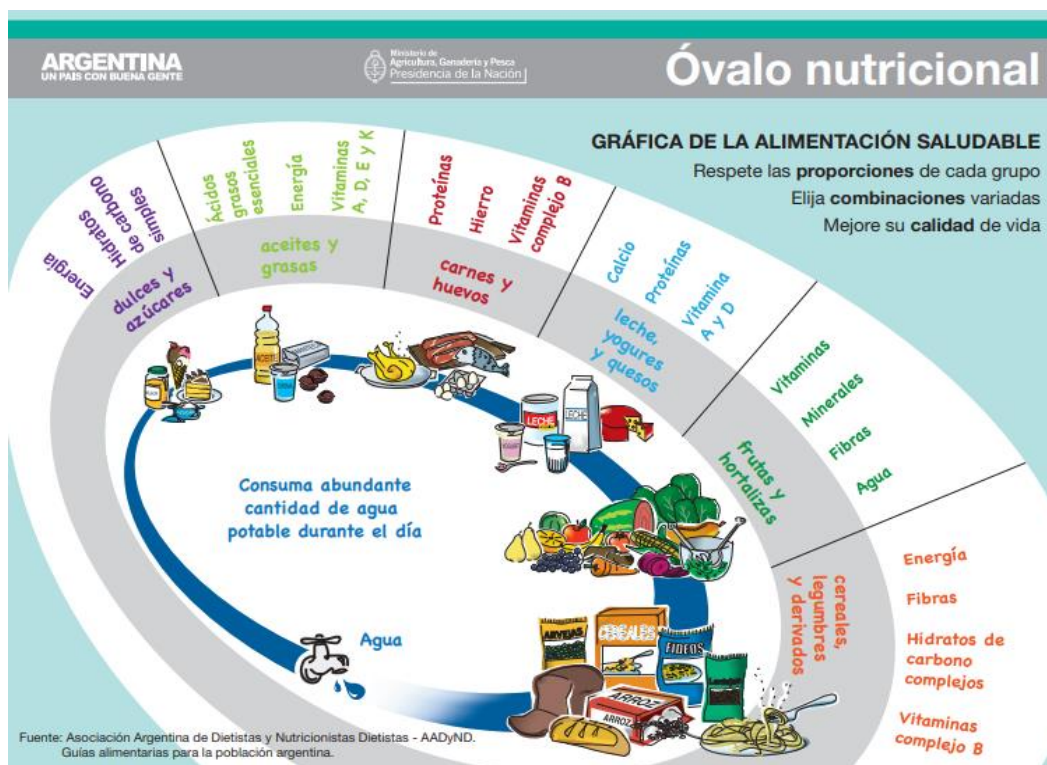 ARGENTINA
UN PAÍS CON BUENA GENTE
Ministerio de
Agricultura, Ganadería y Pesca
Presidencia de la Nación
Óvalo nutricional
GRÁFICA DE LA ALIMENTACIÓN SALUDABLE
Respete las proporciones de cada grupo
Elija combinaciones variadas
Mejore su calidad de vida
Energía
Hidratos
de carbono
simples
dulces y
azúcares
Ácidos
grasos
esenciales
Energía
Vitaminas
A, D, E y K
aceites y
grasas
Proteínas
Hierro
Vitaminas
complejo B
carnes y
huevos
Calcio
Proteínas
Vitamina
A y D
leche,
yogures
y quesos
Vitaminas
Minerales
Fibras
Agua
frutas y
hortalizas
Energía
Fibras
Hidratos de
carbono
complejos
Vitaminas
complejo B
cereales,
legumbres
y derivados
ACEITE
LECHE
LECHE
Consuma abundante
cantidad de agua
potable durante el día
Agua
ARVEJAS
CEREALES
FIDEOS
ARROZ
ARROZ
Fuente: Asociación Argentina de Dietistas y Nutricionistas Dietistas - AADyND.
Guías alimentarias para la población argentina.